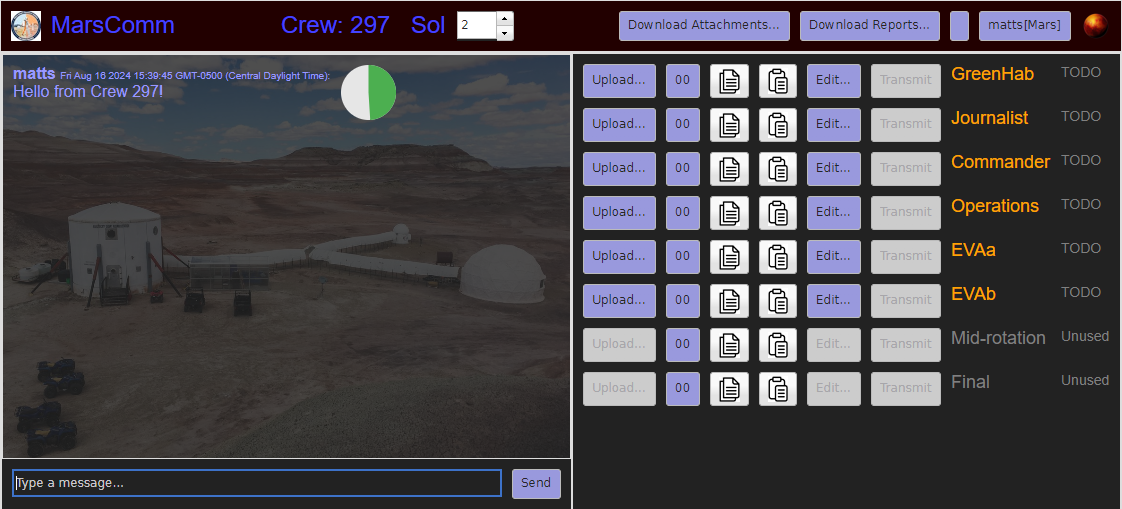 MarsComm Crew: 297 Sol 2 Download Attachments... Download Reports... matts[Mars]
matts Fri Aug 16 2024 15:39:45 GMT-0500 (Central Daylight Time):
Hello from Crew 297!
Type a message... Send
Upload... 00 Edit... Transmit GreenHab TODO
Upload... 00 Edit... Transmit Journalist TODO
Upload... 00 Edit... Transmit Commander TODO
Upload... 00 Edit... Transmit Operations TODO
Upload... 00 Edit... Transmit EVAa TODO
Upload... 00 Edit... Transmit EVAb TODO
Upload... 00 Edit... Transmit Mid-rotation Unused
Upload... 00 Edit... Transmit Final Unused